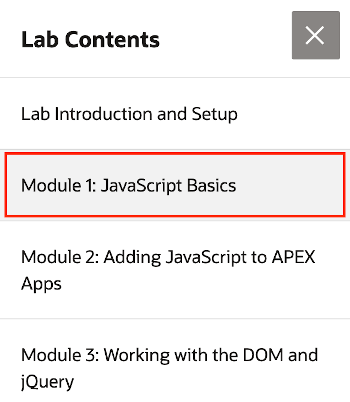 Lab Contents
Lab Introduction and Setup
Module 1: JavaScript Basics
Module 2: Adding JavaScript to APEX
Apps
Module 3: Working with the DOM and
jQuery